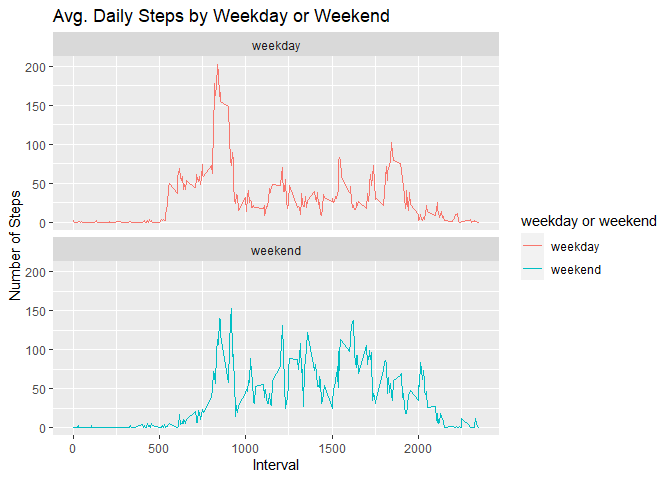 Avg. Daily Steps by Weekday or Weekend
weekday
200
150
100
50
0
weekend
200
150
100
50
0
Number of Steps
0 500 1000 1500 2000
Interval
weekday or weekend
weekday
weekend